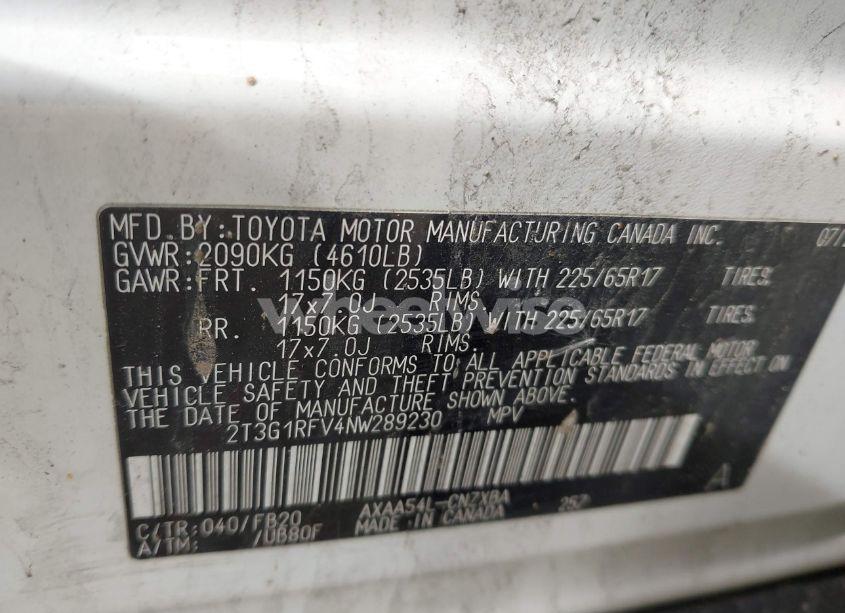 MFD. BY: TOYOTA MOTOR MANUFACTURING CANADA INC. 07/
GVWR: 2090KG (4610LB)
GAWR: FRT. 1150KG (2535LB) WITH 225/65R17 TIRES,
17x7.0J RIMS
RR. 1150KG (2535LB) WITH 225/65R17 TIRES,
17x7.0J RIMS
THIS VEHICLE CONFORMS TO ALL APPLICABLE FEDERAL MOTOR
VEHICLE SAFETY AND THEFT PREVENTION STANDARDS IN EFFECT ON
THE DATE OF MANUFACTURE SHOWN ABOVE.
2T3G1RFV4NW289230 MPV
A
C/TR: 040/FB20 AXAA54L-CNZXBA 25Z
A/TM: /UB80F MADE IN CANADA
wheelwise